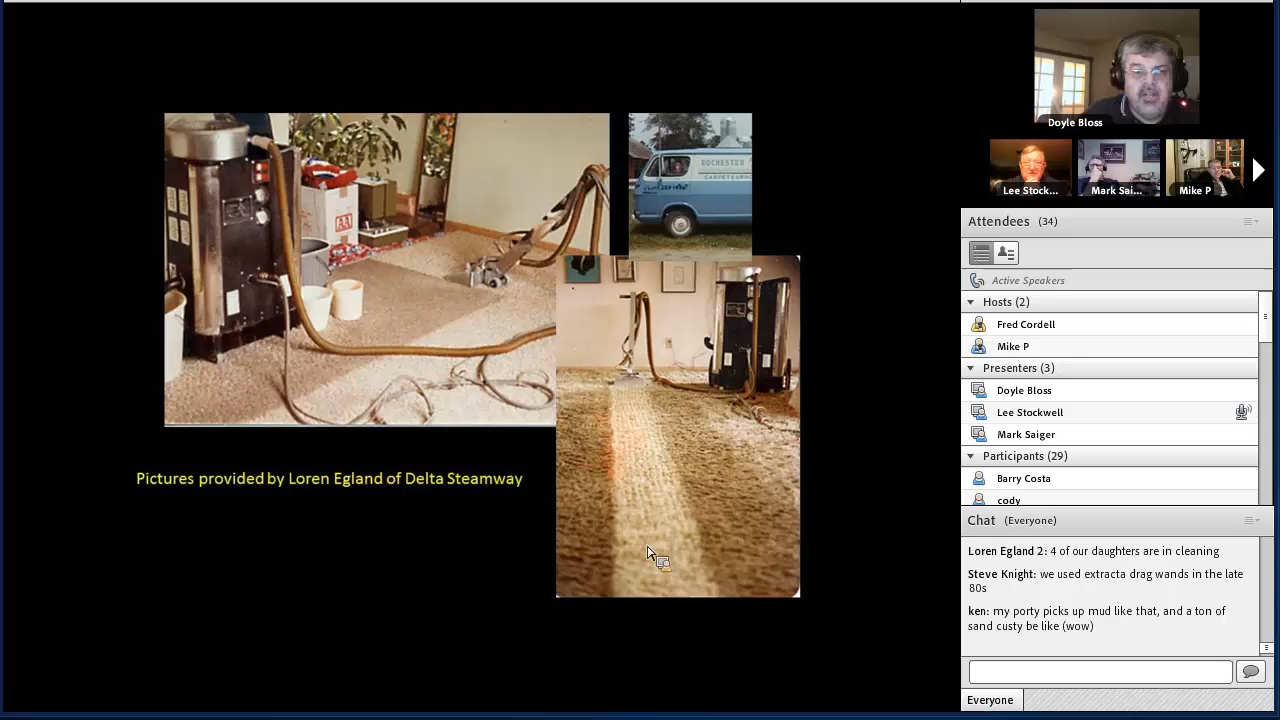 ROCHESTER
Pictures provided by Loren Egland of Delta Steamway
Doyle Bloss
Lee Stock...
Mark Sai...
Mike P
Attendees (34)
Active Speakers
Hosts (2)
Fred Cordell
Mike P
Presenters (3)
Doyle Bloss
Lee Stockwell
Mark Saiger
Participants (29)
Barry Costa
cody
Chat (Everyone)
Loren Egland 2: 4 of our daughters are in cleaning
Steve Knight: we used extracta drag wands in the late
80s
ken: my porty picks up mud like that, and a ton of
sand custy be like (wow)
Everyone